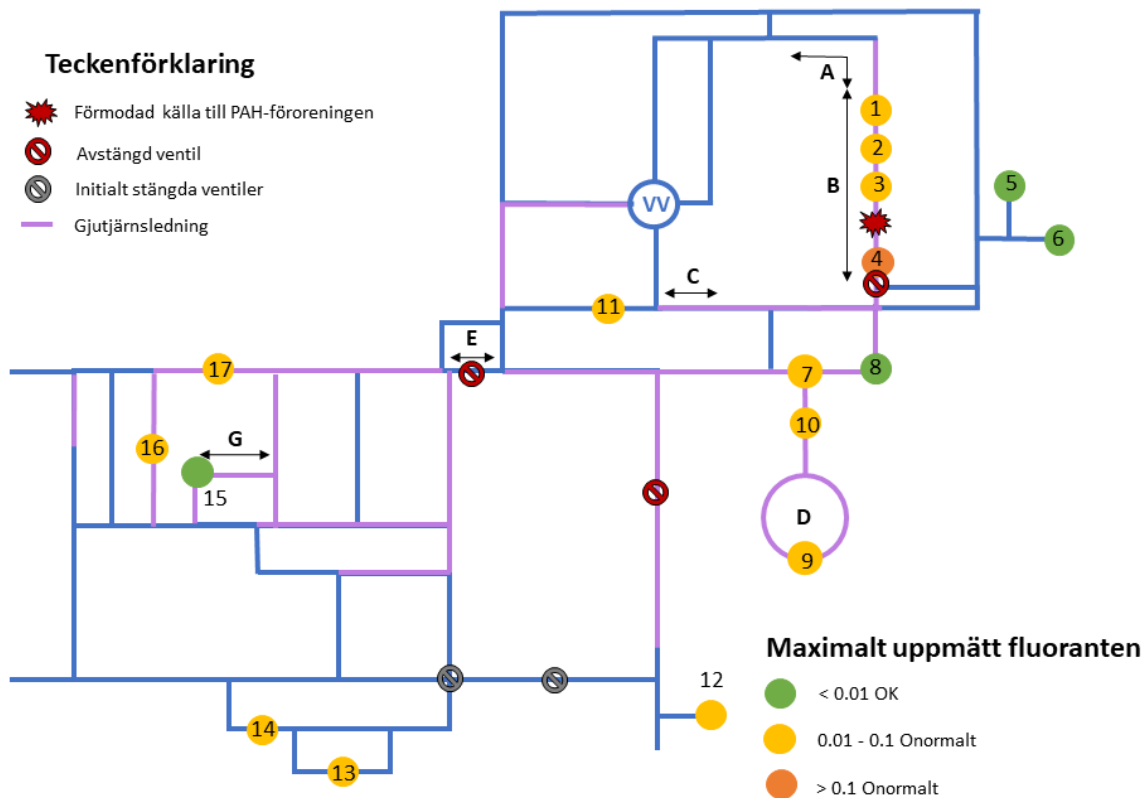 Teckenförklaring
Förmodad källa till PAH-föroreningen
Avstängd ventil
Initialt stängda ventiler
Gjutjärnsledning
A
1
2
B
3
VV
5
4
6
C
11
E
17
7
8
16
G
10
15
D
9
12
14
13
Maximalt uppmätt fluoranten
< 0.01 OK
0.01 - 0.1 Onormalt
> 0.1 Onormalt